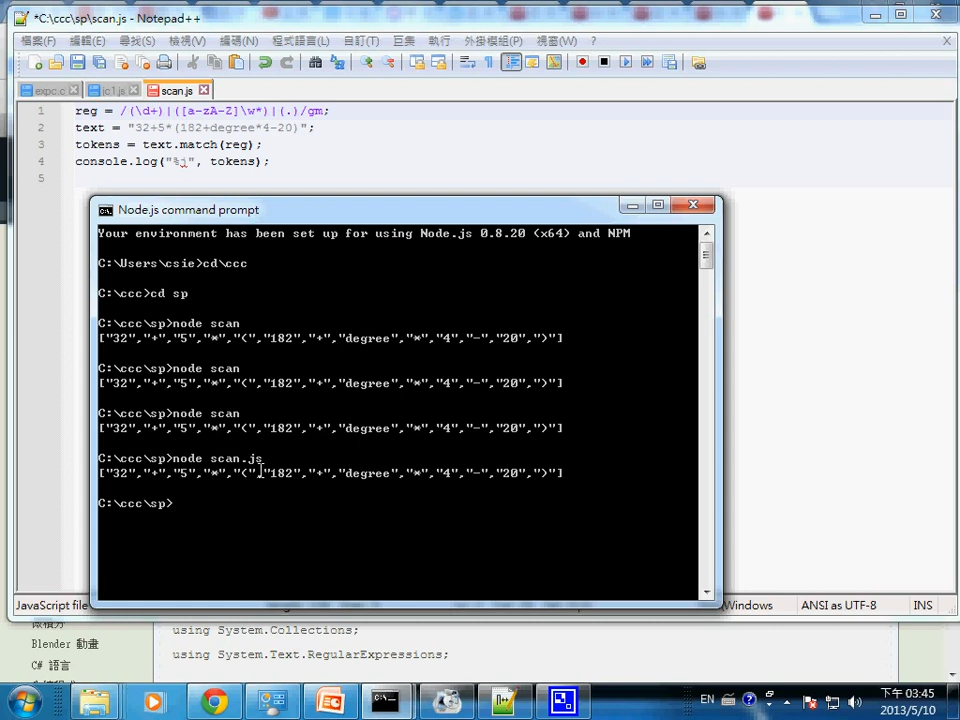 *C:\ccc\sp\scan.js - Notepad++
檔案(F) 編輯(E) 尋找(S) 檢視(V) 編碼(N) 程式語言(L) 自訂(T) 巨集 執行 外掛模組(P) 視窗(W) ? X
expc.c jc1.js scan.js
1 reg = /(\d+)|([a-zA-Z]\w*)|(.)/gm;
2 text = "32+5*(182+degree*4-20)";
3 tokens = text.match(reg);
4 console.log("%j", tokens);
5
Node.js command prompt
Your environment has been set up for using Node.js 0.8.20 (x64) and NPM
C:\Users\csie>cd\ccc
C:\ccc>cd sp
C:\ccc\sp>node scan
["32","+","5","*","(","182","+","degree","*","4","-","20",")"]
C:\ccc\sp>node scan
["32","+","5","*","(","182","+","degree","*","4","-","20",")"]
C:\ccc\sp>node scan
["32","+","5","*","(","182","+","degree","*","4","-","20",")"]
C:\ccc\sp>node scan.js
["32","+","5","*","(","182","+","degree","*","4","-","20",")"]
C:\ccc\sp>
JavaScript file Windows ANSI as UTF-8 INS
using System.Collections;
Blender 動畫
using System.Text.RegularExpressions;
C# 語言
EN 下午 03:45
2013/5/10